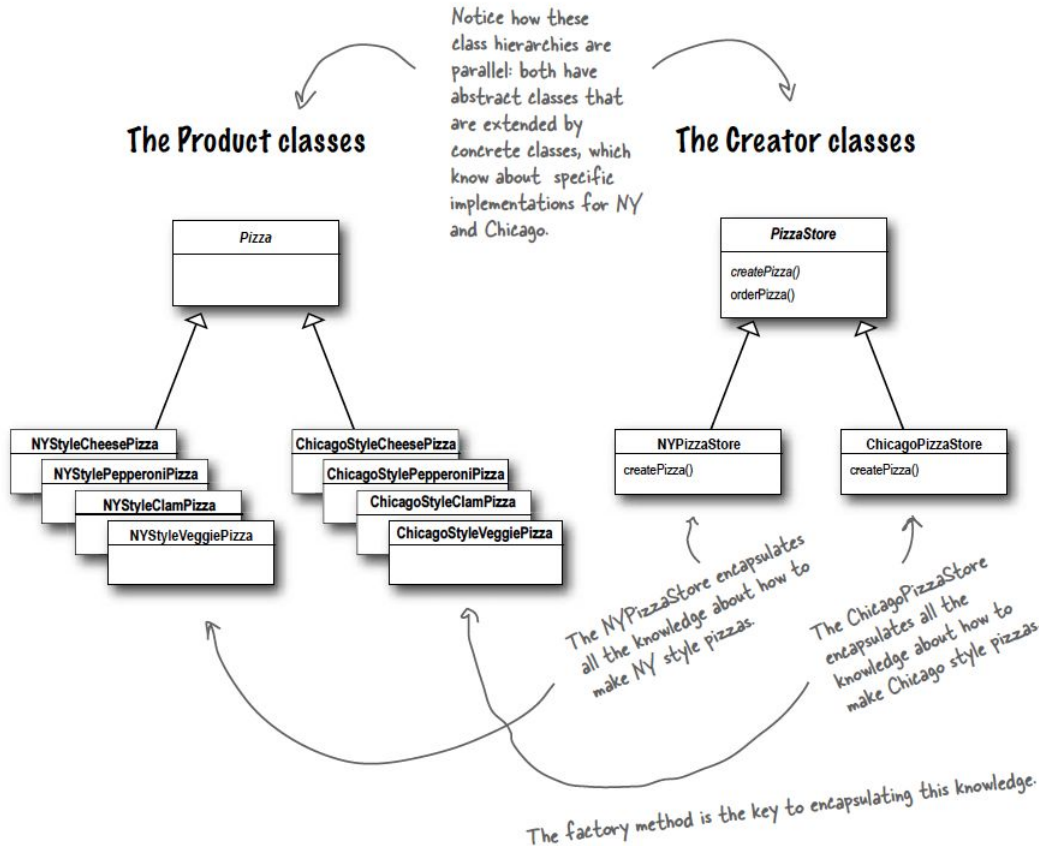 Notice how these
class hierarchies are
parallel: both have
abstract classes that
are extended by
concrete classes, which
know about specific
implementations for NY
and Chicago.
The Product classes
The Creator classes
Pizza
PizzaStore
createPizza()
orderPizza()
NYStyleCheesePizza
NYStylePepperoniPizza
NYStyleClamPizza
NYStyleVeggiePizza
ChicagoStyleCheesePizza
ChicagoStylePepperoniPizza
ChicagoStyleClamPizza
ChicagoStyleVeggiePizza
NYPizzaStore
createPizza()
ChicagoPizzaStore
createPizza()
The NYPizzaStore encapsulates
all the knowledge about how to
make NY style pizzas.
The ChicagoPizzaStore
encapsulates all the
knowledge about how to
make Chicago style pizzas.
The factory method is the key to encapsulating this knowledge.